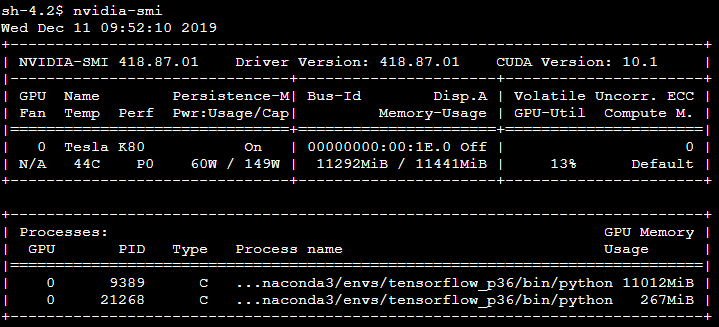 sh-4.2$ nvidia-smi
Wed Dec 11 09:52:10 2019
+-----------------------------------------------------------------------------+
| NVIDIA-SMI 418.87.01    Driver Version: 418.87.01    CUDA Version: 10.1     |
|-------------------------------+----------------------+----------------------+
| GPU  Name        Persistence-M| Bus-Id        Disp.A | Volatile Uncorr. ECC |
| Fan  Temp  Perf  Pwr:Usage/Cap|         Memory-Usage | GPU-Util  Compute M. |
|===============================+======================+======================|
|   0  Tesla K80           On   | 00000000:00:1E.0 Off |                    0 |
| N/A   44C    P0    60W / 149W |  11292MiB / 11441MiB |     13%      Default |
+-------------------------------+----------------------+----------------------+

+-----------------------------------------------------------------------------+
| Processes:                                                       GPU Memory |
|  GPU       PID   Type   Process name                             Usage      |
|=============================================================================|
|    0      9389      C   ...naconda3/envs/tensorflow_p36/bin/python 11012MiB |
|    0     21268      C   ...naconda3/envs/tensorflow_p36/bin/python   267MiB |
+-----------------------------------------------------------------------------+